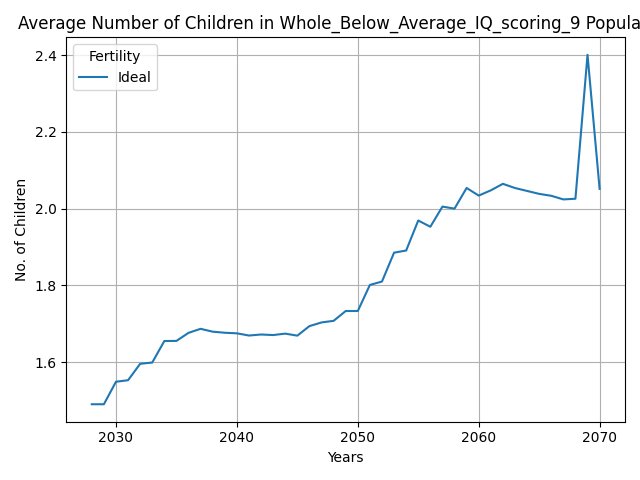 Average Number of Children in Whole_Below_Average_IQ_scoring_9 Popula
Fertility
Ideal
2.4
2.2
2.0
1.8
1.6
No. of Children
2030 2040 2050 2060 2070
Years